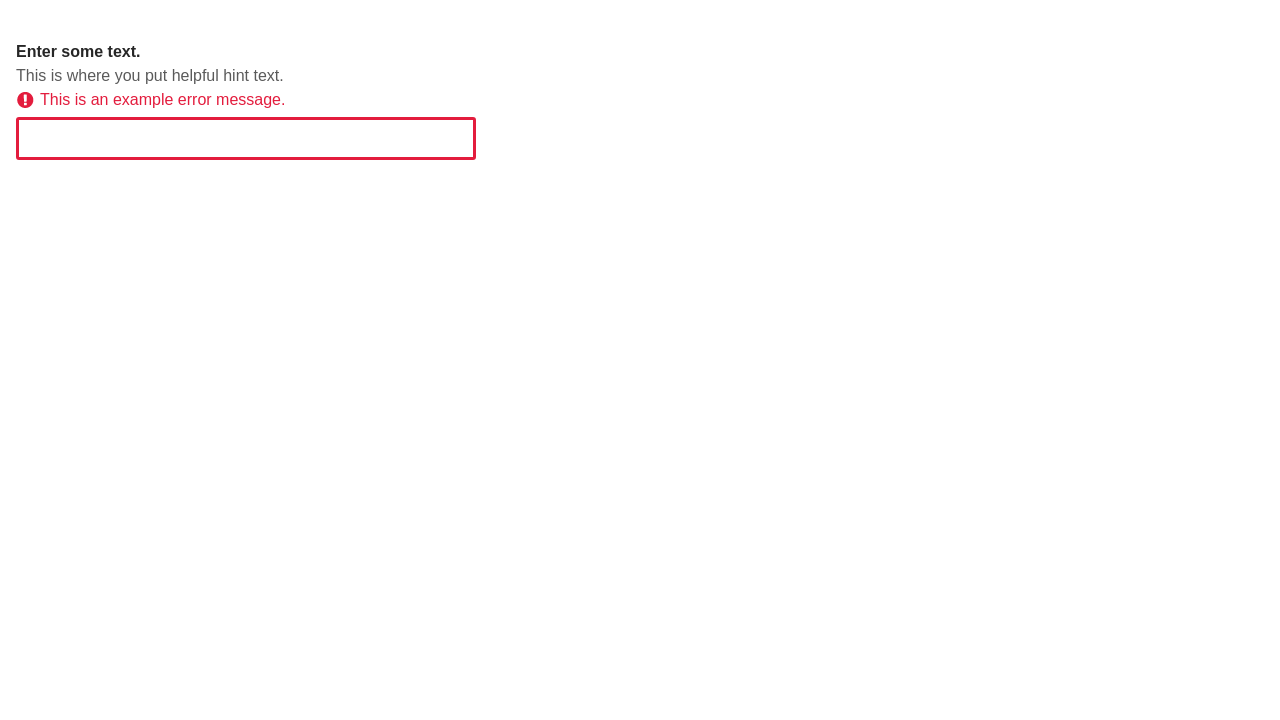 Enter some text.
This is where you put helpful hint text.
This is an example error message.